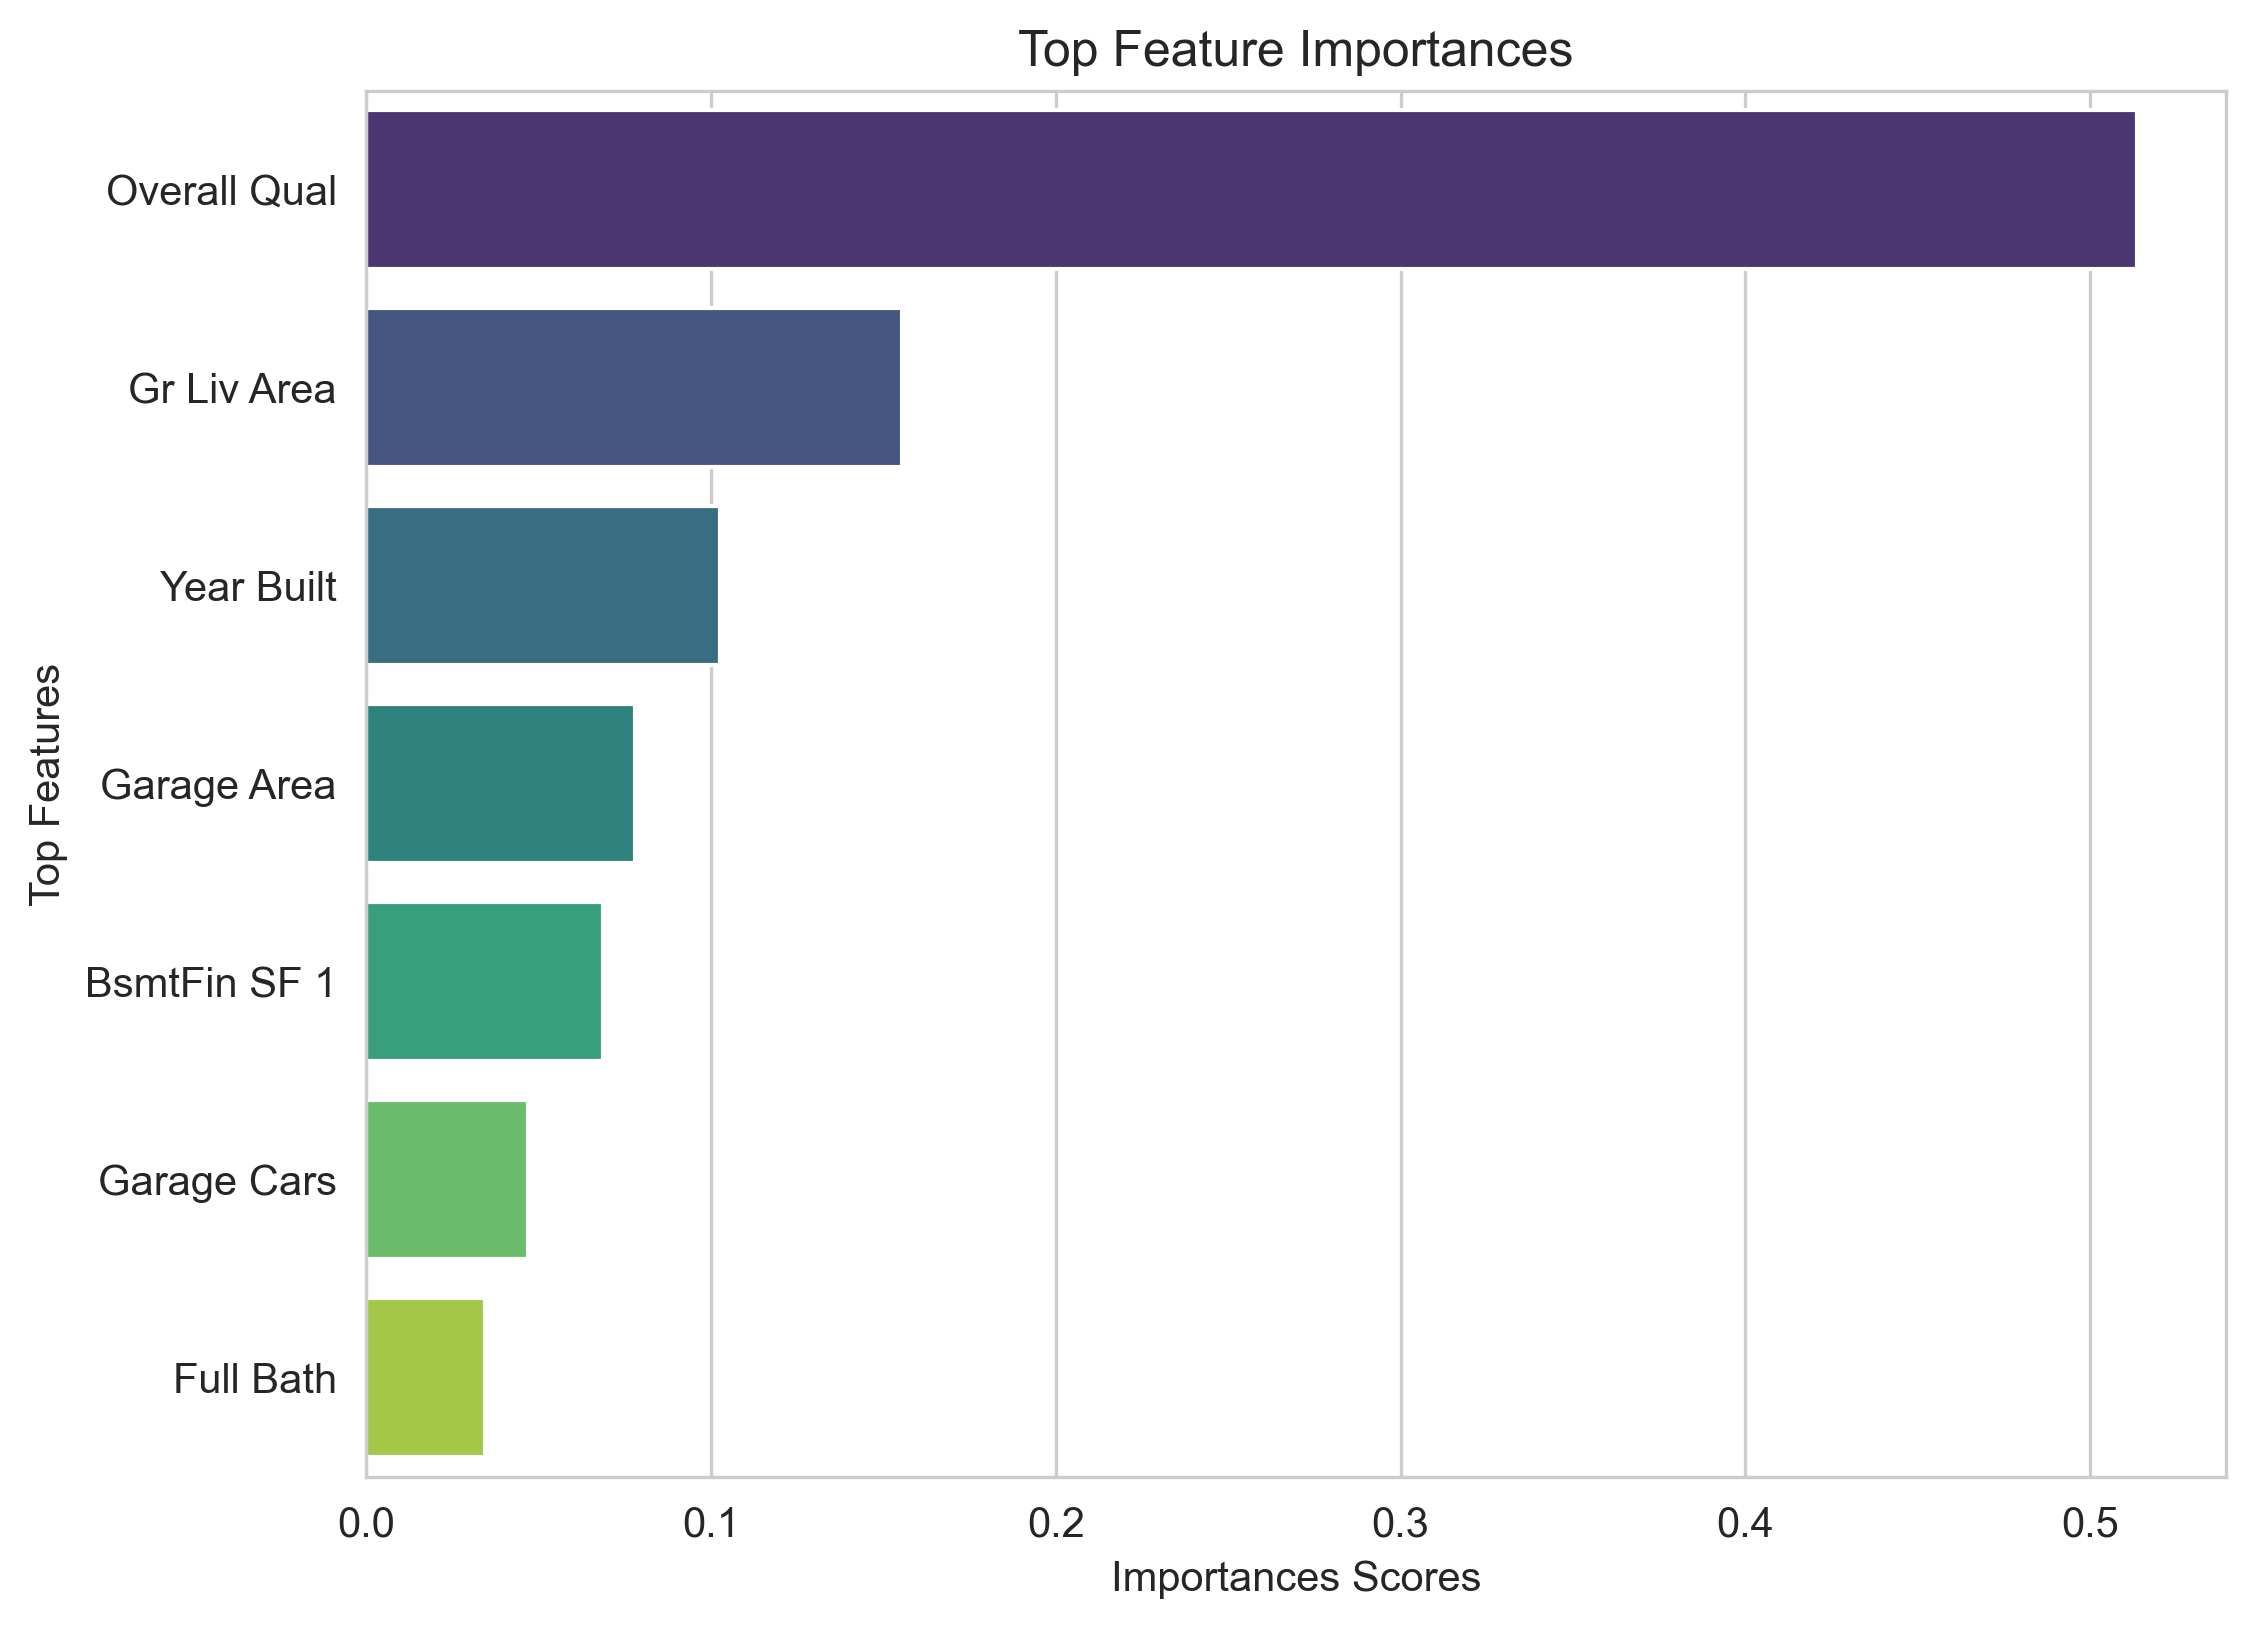 Top Feature Importances
Top Features
Overall Qual
Gr Liv Area
Year Built
Garage Area
BsmtFin SF 1
Garage Cars
Full Bath
0.0 0.1 0.2 0.3 0.4 0.5
Importances Scores